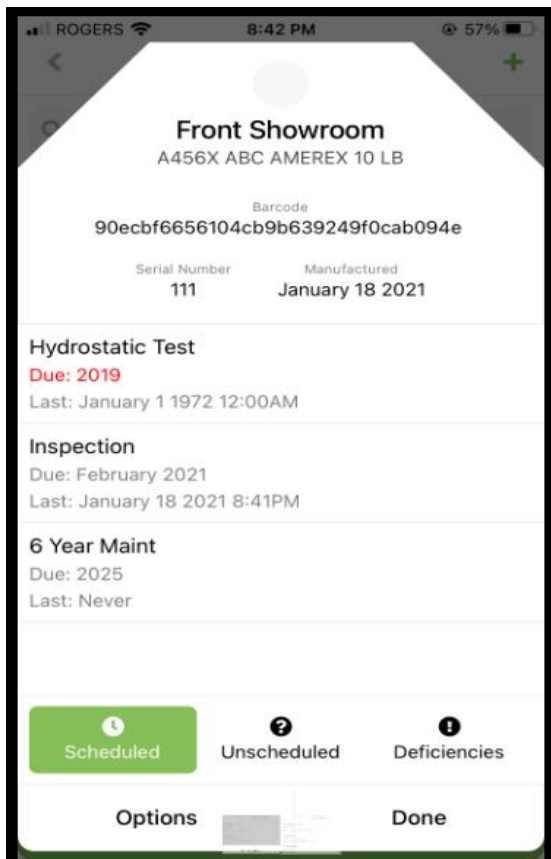 ROGERS 8:42 PM 57%
Front Showroom
A456X ABC AMEREX 10 LB
Barcode
90ecbf6656104cb9b639249f0cab094e
Serial Number Manufactured
111 January 18 2021
Hydrostatic Test
Due: 2019
Last: January 1 1972 12:00AM
Inspection
Due: February 2021
Last: January 18 2021 8:41PM
6 Year Maint
Due: 2025
Last: Never
Scheduled Unscheduled Deficiencies
Options Done